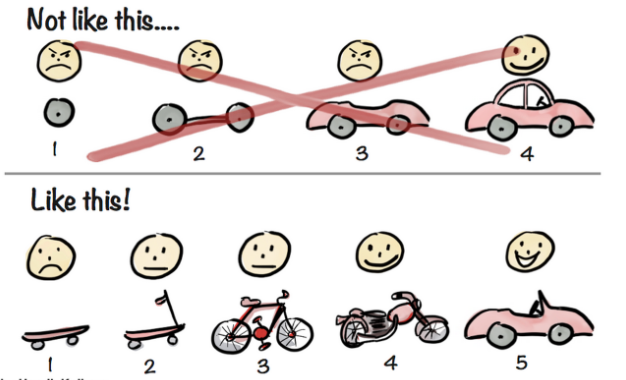 Not like this....
1 2 3 4
Like this!
1 2 3 4 5